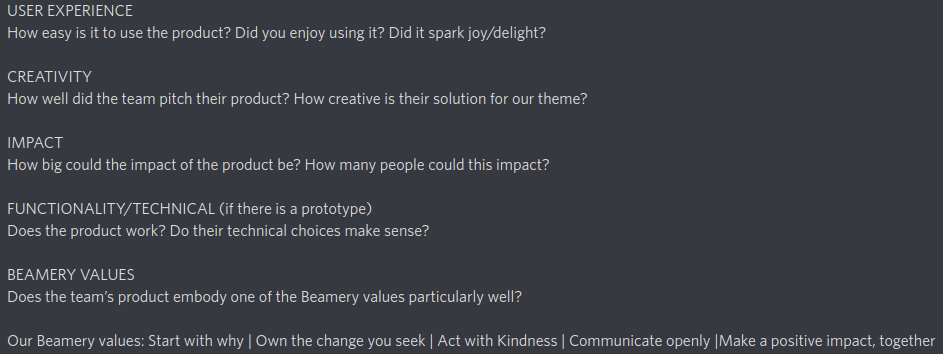 USER EXPERIENCE
How easy is it to use the product? Did you enjoy using it? Did it spark joy/delight?
CREATIVITY
How well did the team pitch their product? How creative is their solution for our theme?
IMPACT
How big could the impact of the product be? How many people could this impact?
FUNCTIONALITY/TECHNICAL (if there is a prototype)
Does the product work? Do their technical choices make sense?
BEAMERY VALUES
Does the team’s product embody one of the Beamery values particularly well?
Our Beamery values: Start with why | Own the change you seek | Act with Kindness | Communicate openly |Make a positive impact, together